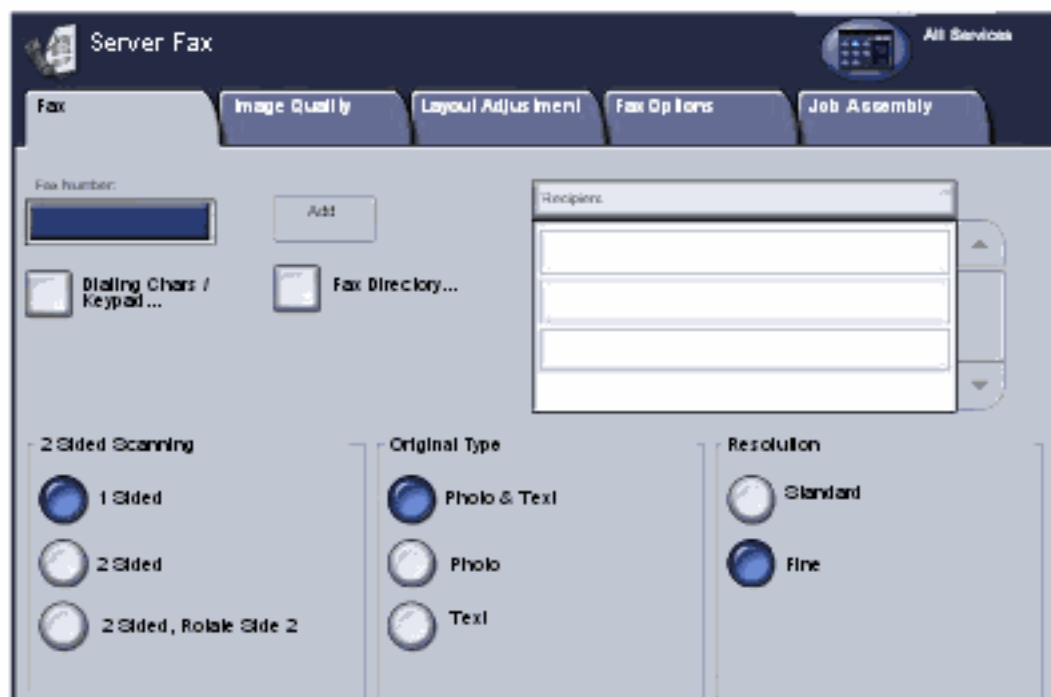 Server Fax
All Services
Fax
Image Quality
Layout Adjustment
Fax Options
Job Assembly
Fax Number:
Add
Recipient
Dialing Chars /
Keypad...
Fax Directory...
2 Sided Scanning
1 Sided
2 Sided
2 Sided, Rotate Side 2
Original Type
Photo & Text
Photo
Text
Resolution
Standard
Fine